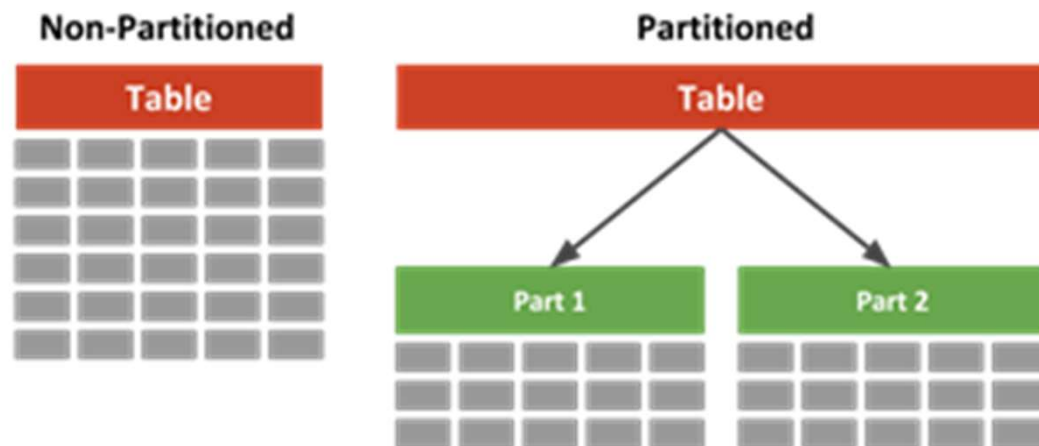 Non-Partitioned
Table
Partitioned
Table
Part 1
Part 2